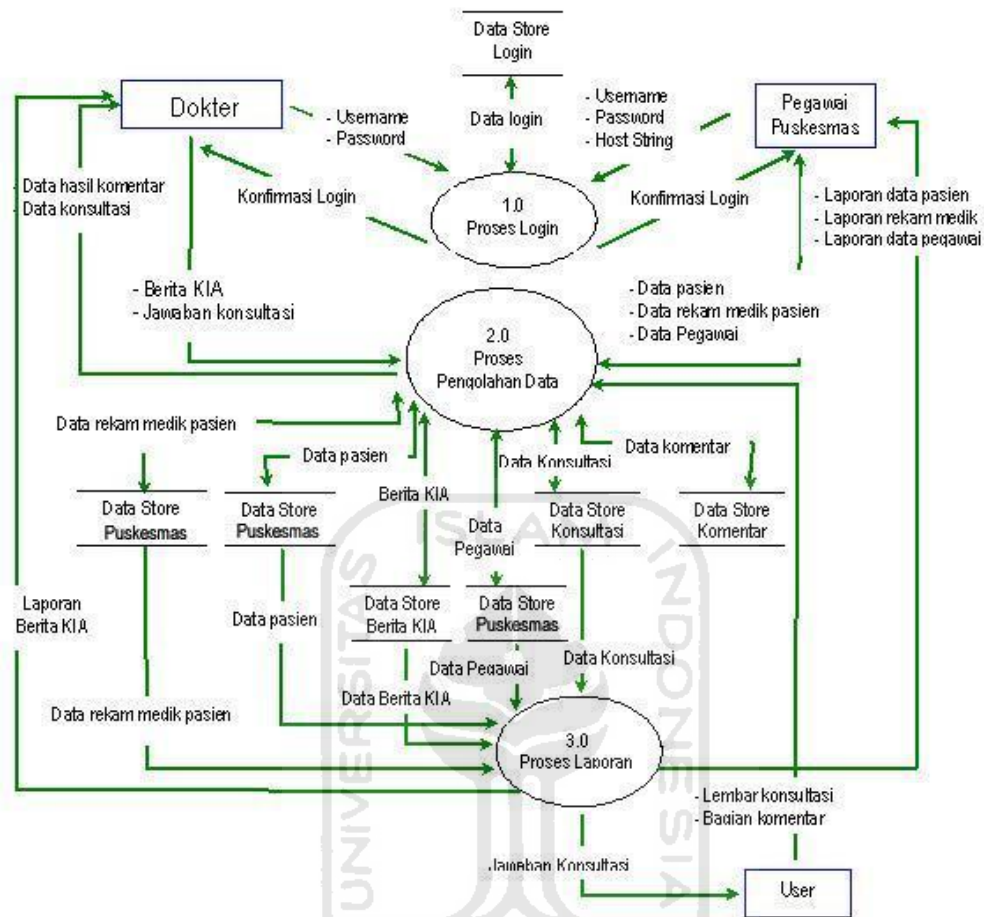 Data Store
Login
Dokter
- Username
- Password
Data login
- Username
- Password
- Host String
Pegawai
Puskesmas
Data hasil komentar
Data konsultasi
Konfirmasi Login
1.0
Proses Login
Konfirmasi Login
- Laporan data pasien
- Laporan rekam medik
- Laporan data pegawai
- Berita KIA
- Jawaban konsultasi
2.0
Proses
Pengolahan Data
- Data pasien
- Data rekam medik pasien
- Data Pegawai
Data rekam medik pasien
Data pasien
Berita KIA
Data
Pegawai
Data Konsultasi
Data komentar
Data Store
Puskesmas
Data Store
Puskesmas
Data Store
Konsultasi
Data Store
Komentar
Laporan
Berita KIA
Data pasien
Data Store
Berita KIA
Data Store
Puskesmas
Data rekam medik pasien
Data Berita KIA
Data Pegawai
Data Konsultasi
3.0
Proses Laporan
- Lembar konsultasi
- Bagian komentar
Jawaban Konsultasi
User
UNIVERSITAS
ISLAM
INDONESIA